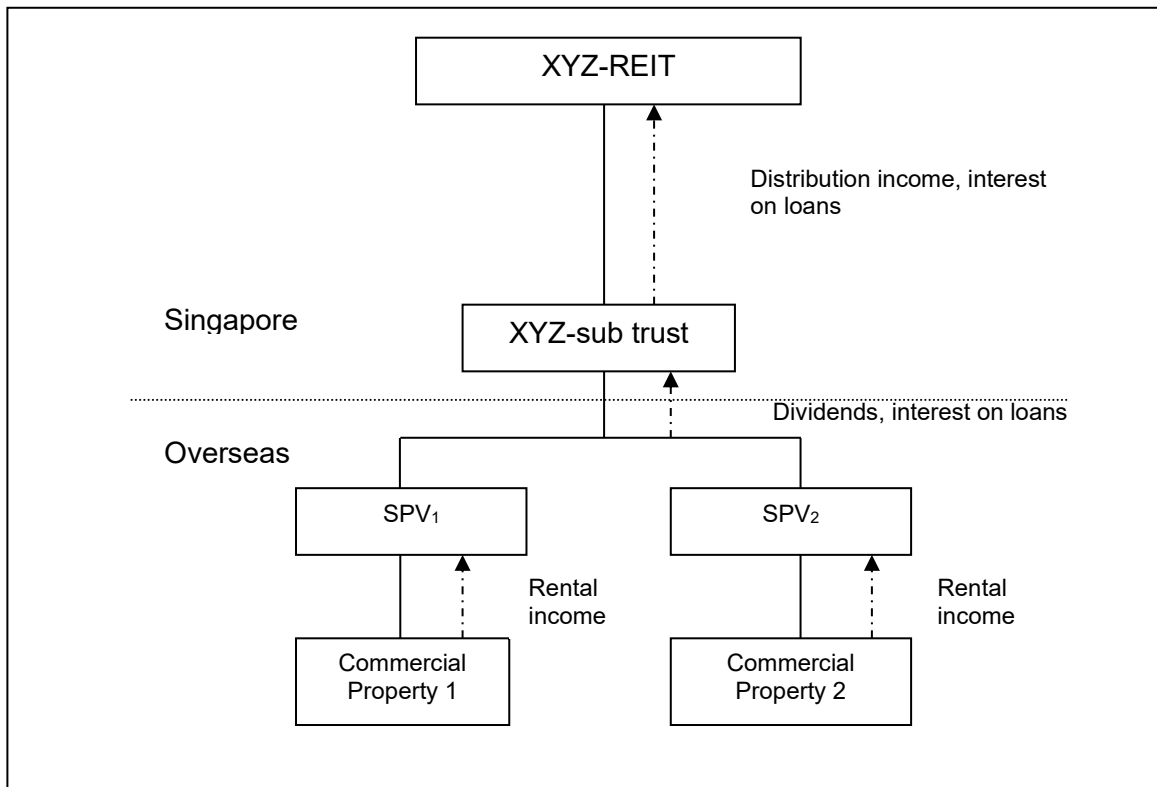 XYZ-REIT
Distribution income, interest
on loans
Singapore
XYZ-sub trust
Dividends, interest on loans
Overseas
SPV₁
SPV₂
Rental
income
Rental
income
Commercial
Property 1
Commercial
Property 2